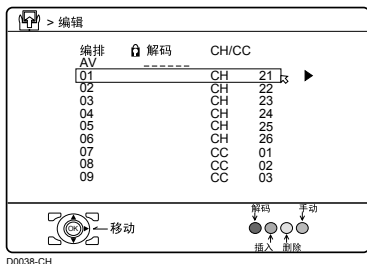 > 编辑
编排 解码 CH/CC
AV ------
01 CH 21
02 CH 22
03 CH 23
04 CH 24
05 CH 25
06 CH 26
07 CC 01
08 CC 02
09 CC 03
解码 手动
OK 移动
插入 删除
D0038-CH